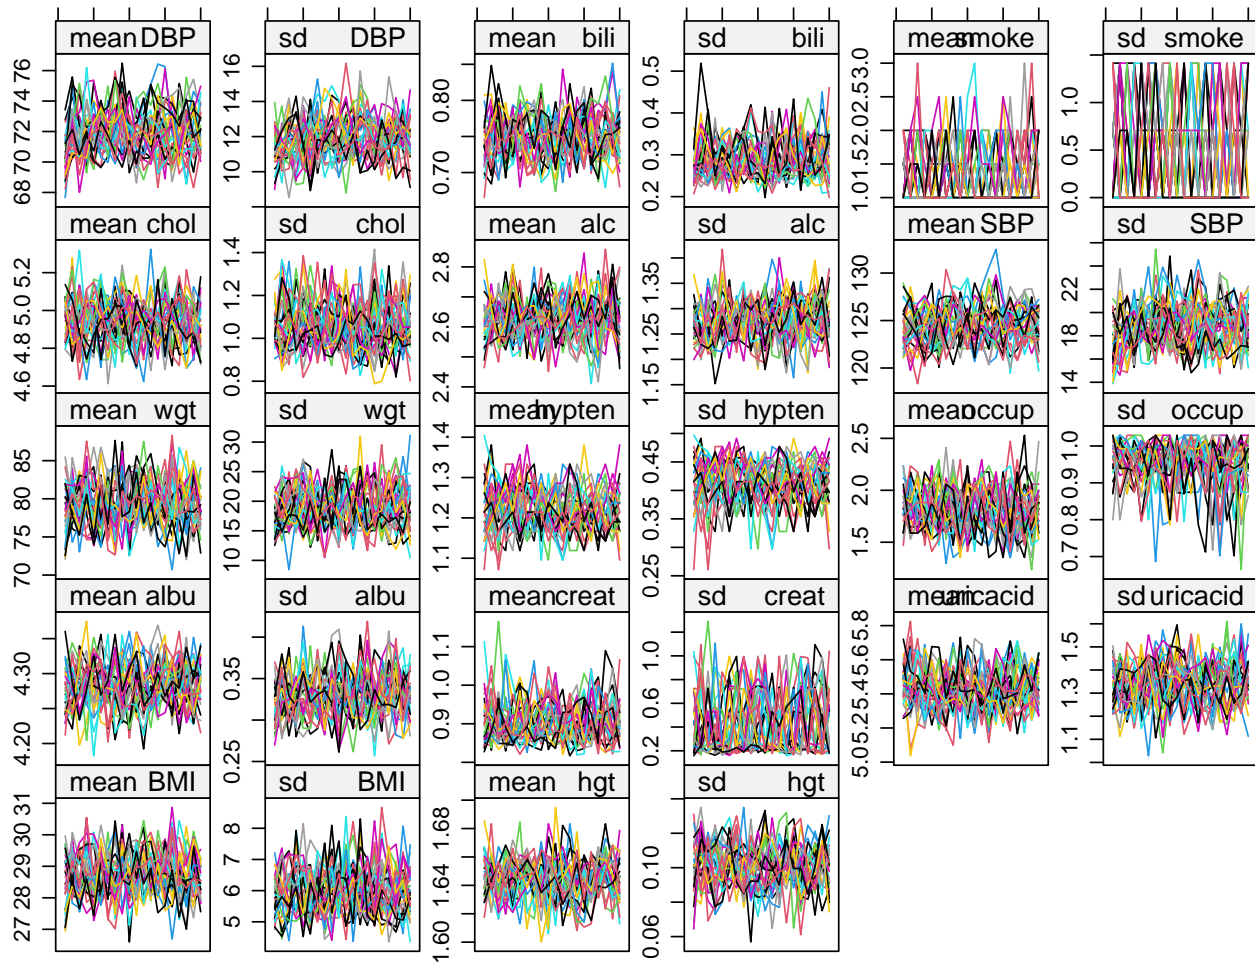 mean DBP
sd DBP
mean bili
sd bili
mean smoke
sd smoke
68 70 72 74 76
10 12 14 16
0.70 0.80
0.2 0.3 0.4 0.5
1.0 1.5 2.0 2.5 3.0
0.0 0.5 1.0
mean chol
sd chol
mean alc
sd alc
mean SBP
sd SBP
4.6 4.8 5.0 5.2
0.8 1.0 1.2 1.4
2.4 2.6 2.8
1.15 1.25 1.35
120 125 130
14 18 22
mean wgt
sd wgt
mean hypten
sd hypten
mean occup
sd occup
70 75 80 85
10 15 20 25 30
1.1 1.2 1.3 1.4
0.25 0.35 0.45
1.5 2.0 2.5
0.7 0.8 0.9 1.0
mean albu
sd albu
mean creat
sd creat
mean uricacid
sd uricacid
4.20 4.30
0.25 0.35
0.9 1.0 1.1
0.2 0.6 1.0
5.0 5.2 5.4 5.6 5.8
1.1 1.3 1.5
mean BMI
sd BMI
mean hgt
sd hgt
27 28 29 30 31
5 6 7 8
1.60 1.64 1.68
0.06 0.10